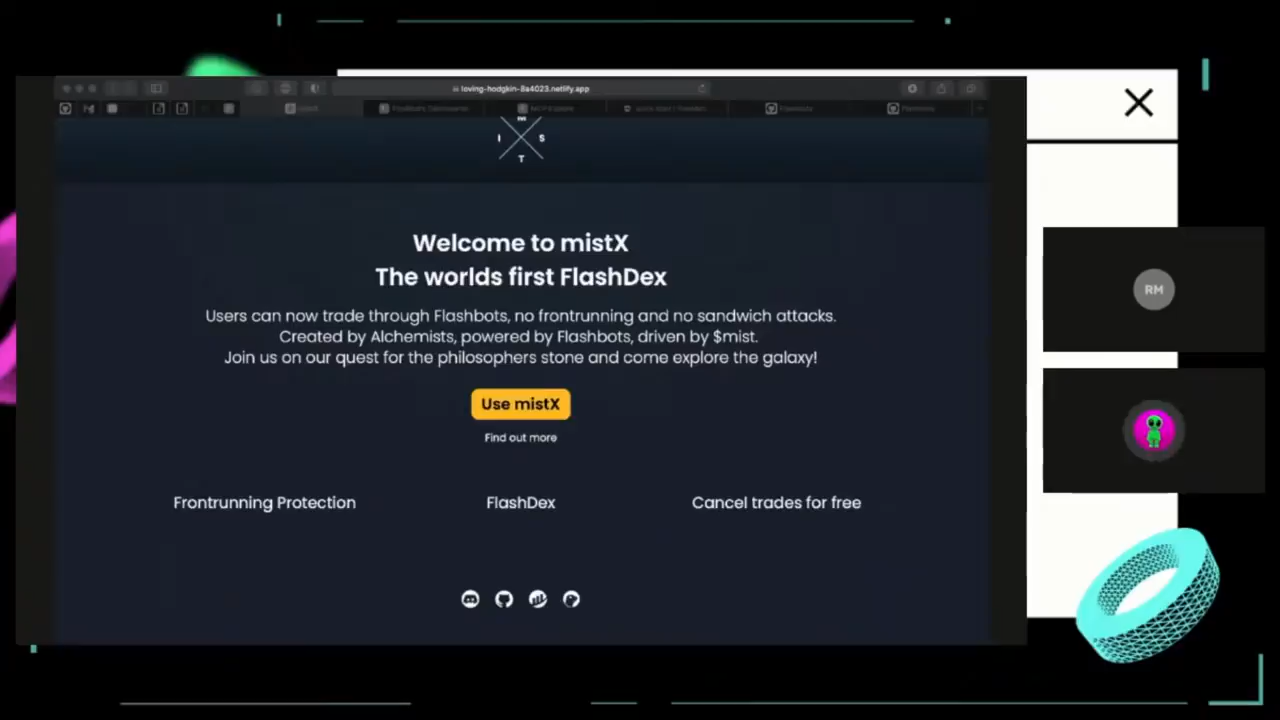 loving-hodgkin-8a4023.netlify.app
M
I S
T
Welcome to mistX
The worlds first FlashDex
Users can now trade through Flashbots, no frontrunning and no sandwich attacks.
Created by Alchemists, powered by Flashbots, driven by $mist.
Join us on our quest for the philosophers stone and come explore the galaxy!
Use mistX
Find out more
Frontrunning Protection
FlashDex
Cancel trades for free
RM